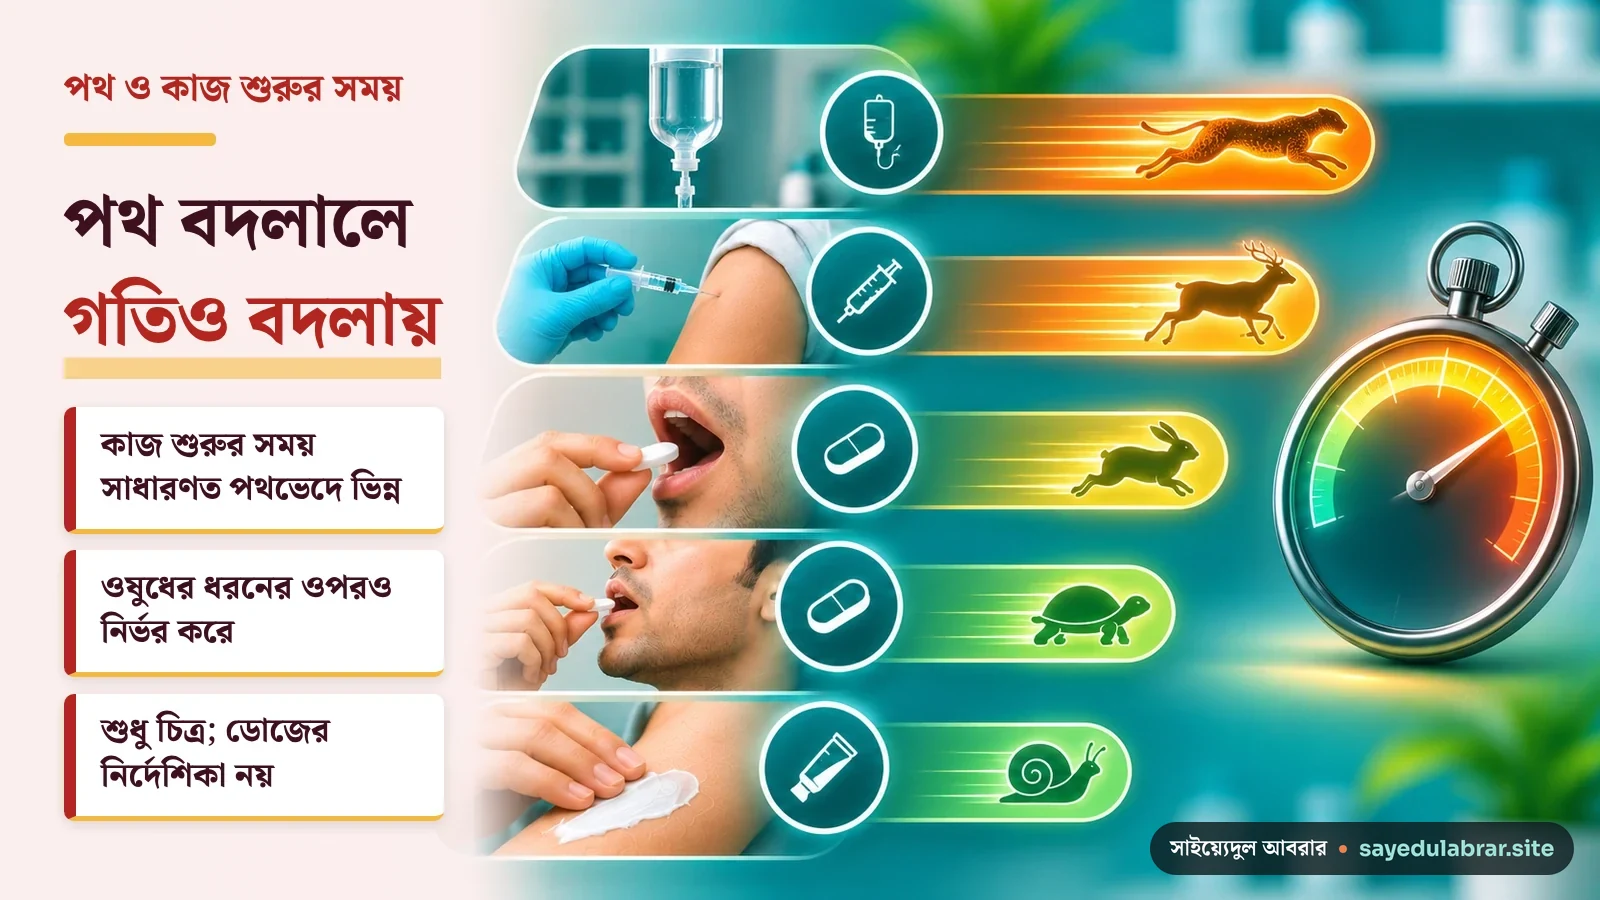 পথ ও কাজ শুরুর সময়
পথ বদলালে
গতিও বদলায়
কাজ শুরুর সময়
সাধারণত পথভেদে ভিন্ন
ওষুধের ধরনের ওপরও
নির্ভর করে
শুধু চিত্র; ডোজের
নির্দেশিকা নয়
সাইয়্যেদুল আবরার • sayedulabrar.site